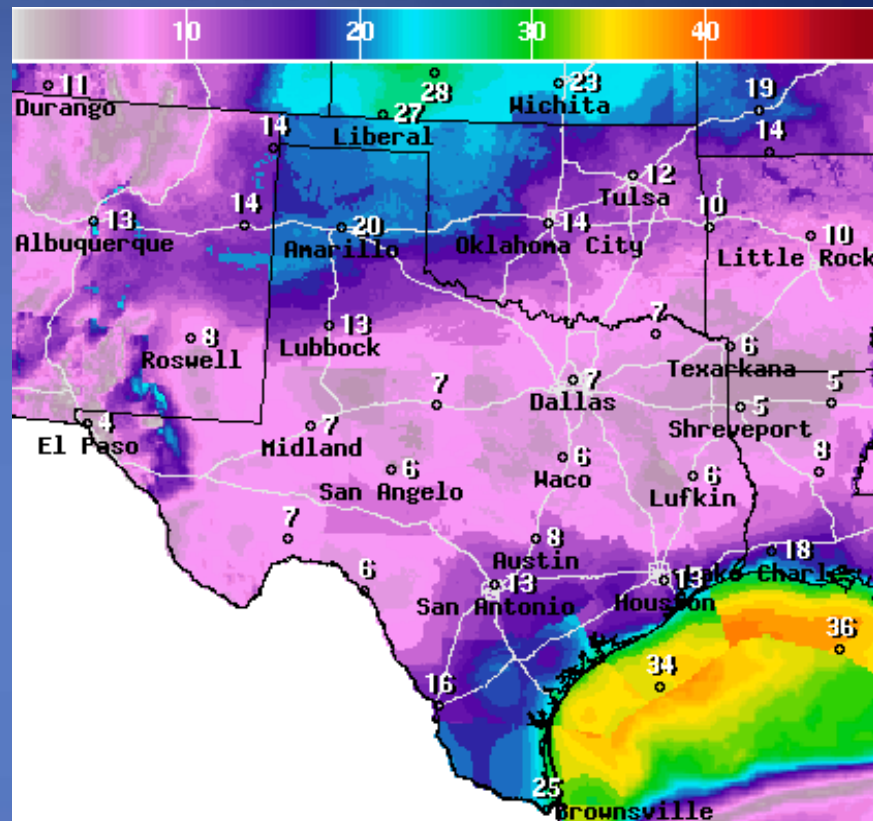 10 20 30 40
11
Durango
28
23
Wichita
27
Liberal
19
14
14
12
Tulsa
13
Albuquerque
14
20
Amarillo
14
Oklahoma City
10
10
Little Rock
8
Roswell
13
Lubbock
7
6
Texarkana
7
Dallas
7
5
Shreveport
5
4
El Paso
7
Midland
6
San Angelo
6
Waco
6
Lufkin
8
7
8
Austin
18
Lake Charles
6
13
San Antonio
13
Houston
36
34
16
25
Brownsville